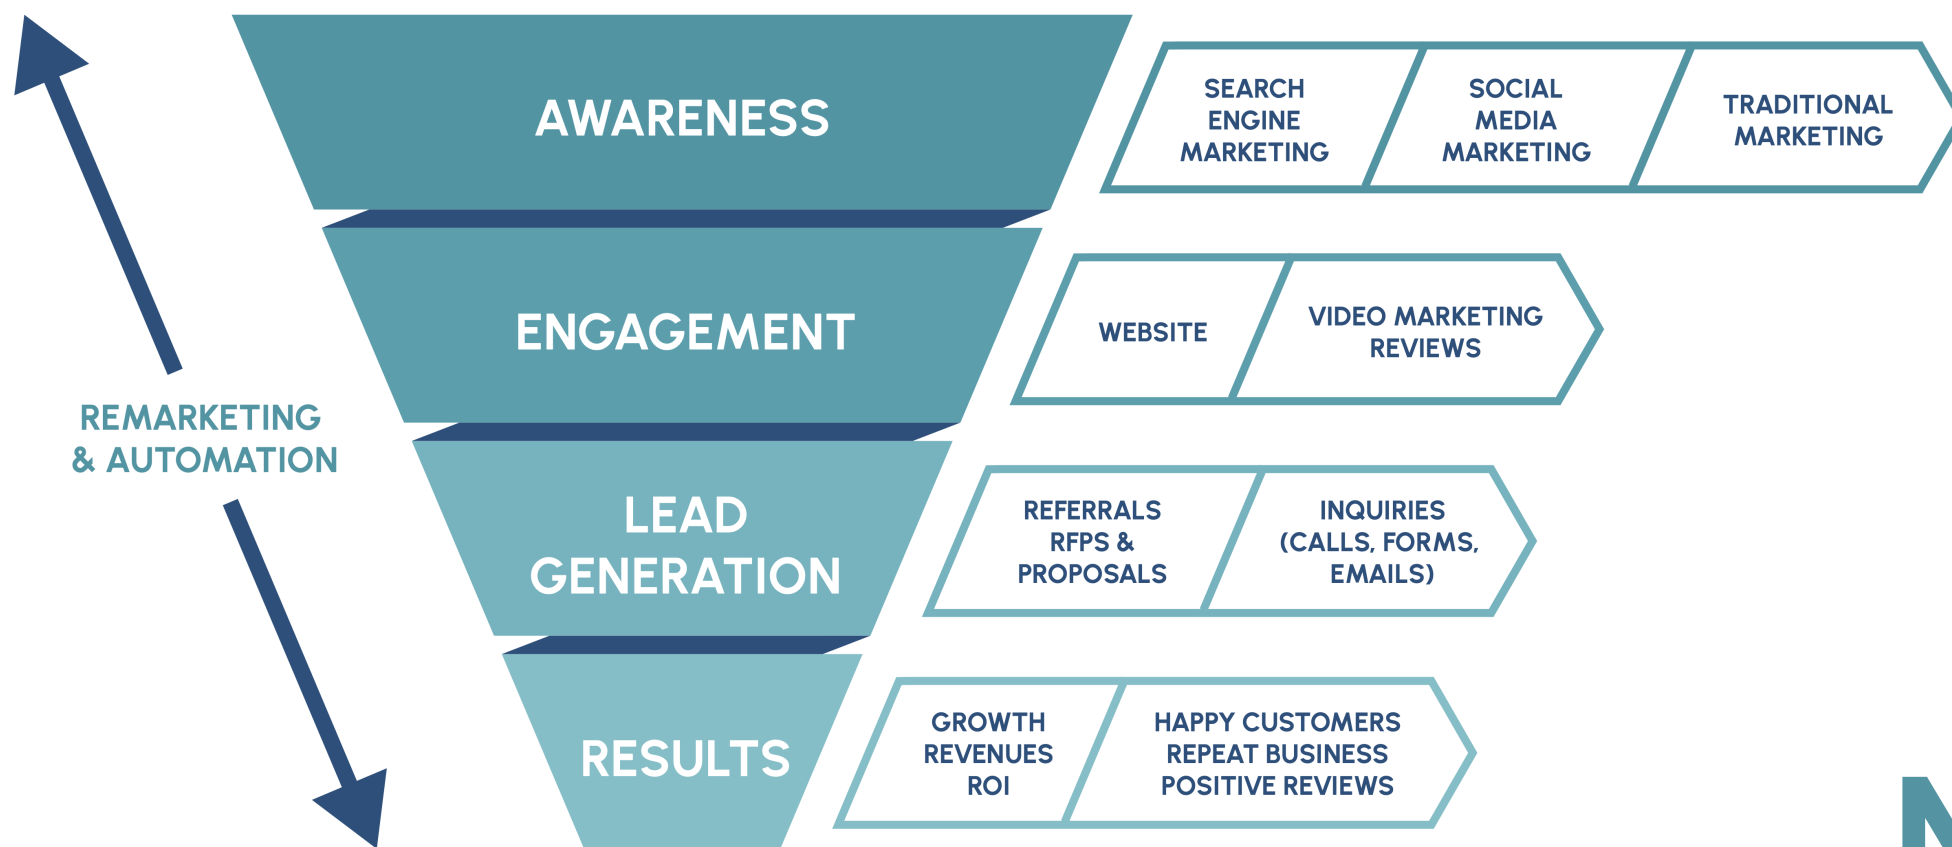 AWARENESS
SEARCH
ENGINE
MARKETING
SOCIAL
MEDIA
MARKETING
TRADITIONAL
MARKETING
ENGAGEMENT
WEBSITE
VIDEO MARKETING
REVIEWS
REMARKETING
& AUTOMATION
LEAD
GENERATION
REFERRALS
RFPS &
PROPOSALS
INQUIRIES
(CALLS, FORMS,
EMAILS)
RESULTS
GROWTH
REVENUES
ROI
HAPPY CUSTOMERS
REPEAT BUSINESS
POSITIVE REVIEWS